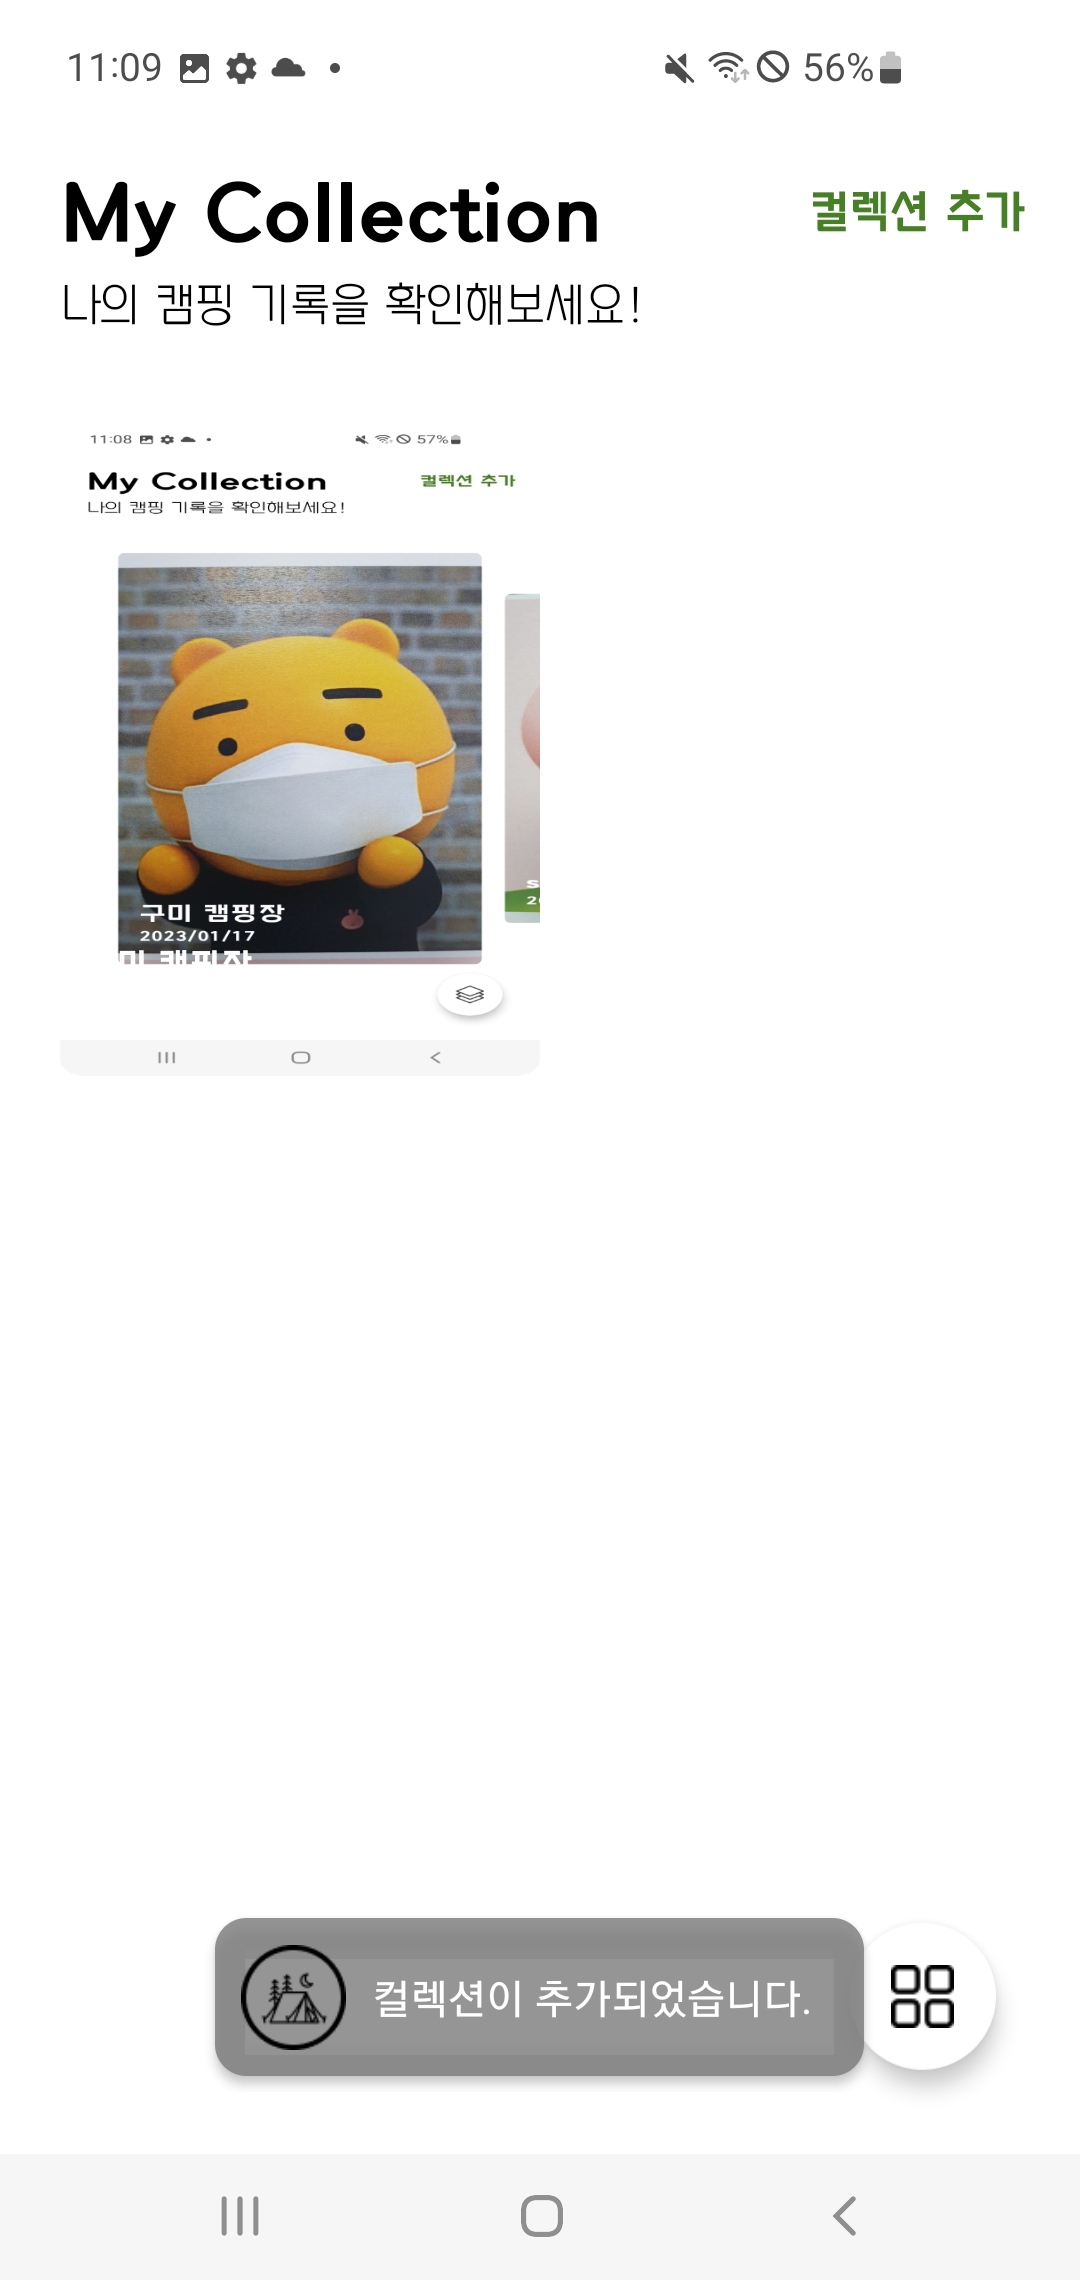 11:09 56%
My Collection
컬렉션 추가
나의 캠핑 기록을 확인해보세요!
11:08 57%
My Collection
컬렉션 추가
나의 캠핑 기록을 확인해보세요!
구미 캠핑장
2023/01/17
컬렉션이 추가되었습니다.